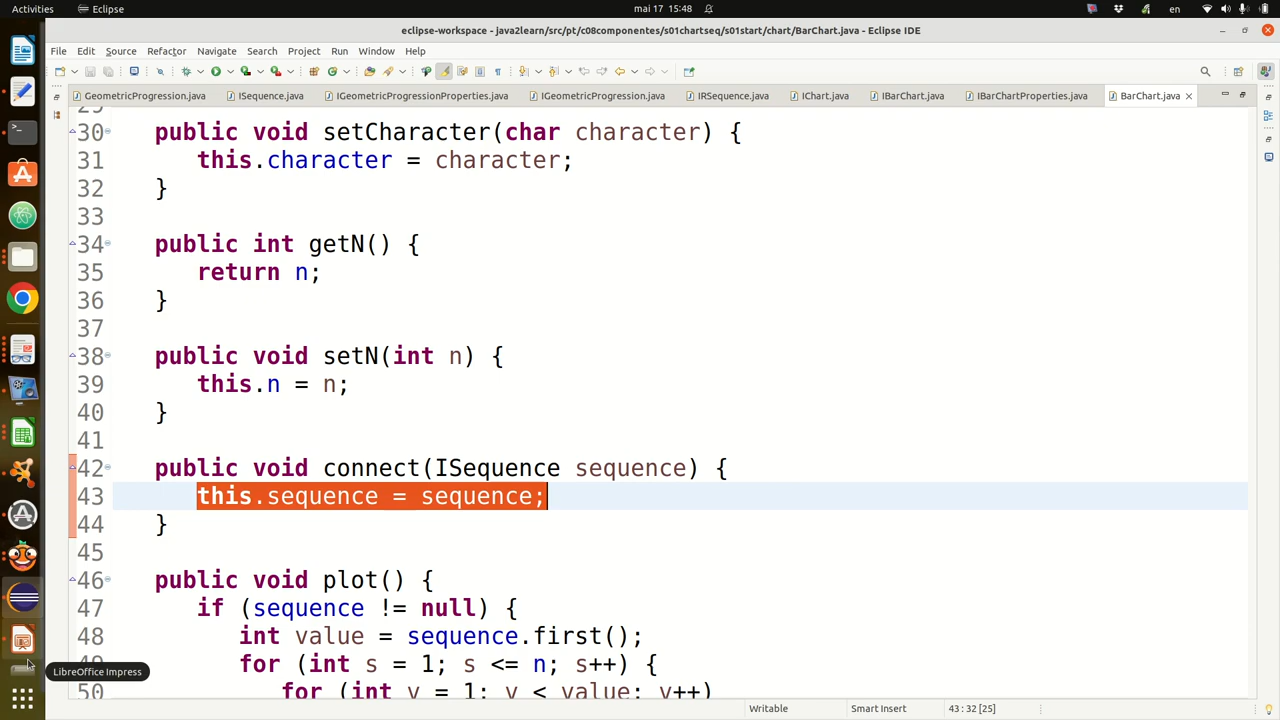 Activities
Eclipse
mai 17 15:48
en
eclipse-workspace - java2learn/src/pt/c08componentes/s01chartseq/s01start/chart/BarChart.java - Eclipse IDE
File Edit Source Refactor Navigate Search Project Run Window Help
GeometricProgression.java ISequence.java IGeometricProgressionProperties.java IGeometricProgression.java IRSequence.java IChart.java IBarChart.java IBarChartProperties.java BarChart.java
29
30 public void setCharacter(char character) {
31 this.character = character;
32 }
33
34 public int getN() {
35 return n;
36 }
37
38 public void setN(int n) {
39 this.n = n;
40 }
41
42 public void connect(ISequence sequence) {
43 this.sequence = sequence;
44 }
45
46 public void plot() {
47 if (sequence != null) {
48 int value = sequence.first();
49 for (int s = 1; s <= n; s++) {
50 for (int v = 1; v < value; v++)
LibreOffice Impress
Writable Smart Insert 43 : 32 [25]